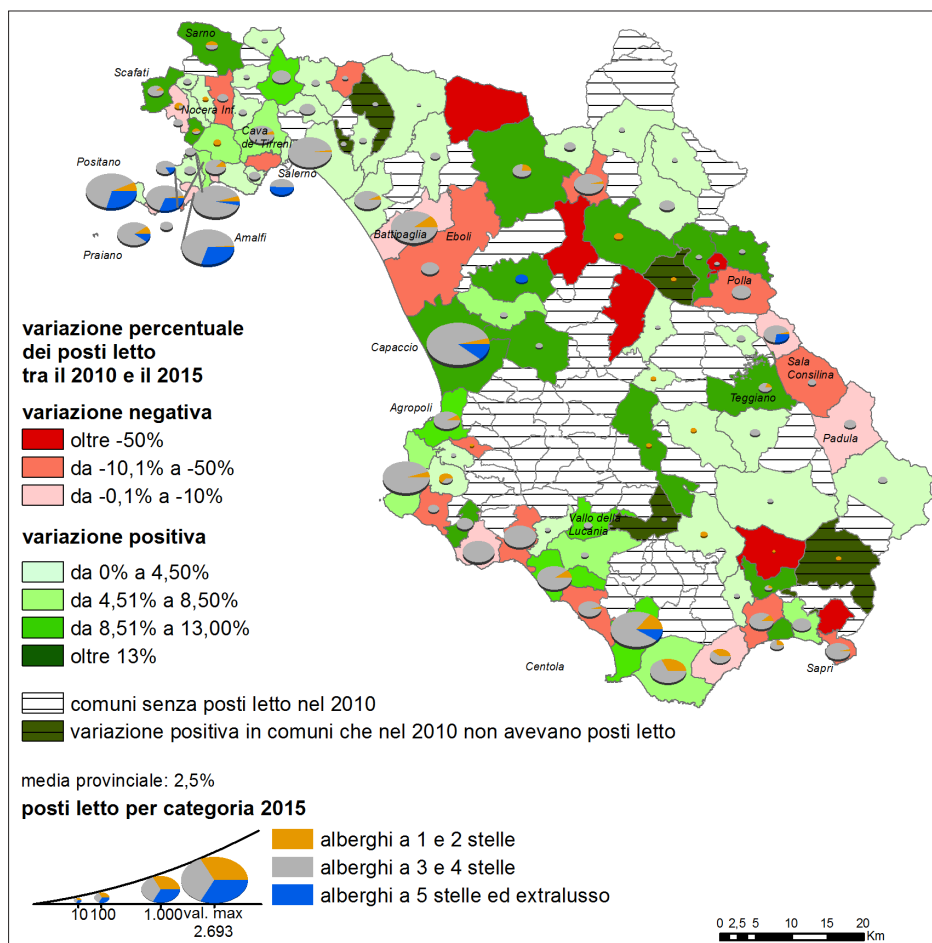 Sarno
Scafati
Nocera Inf.
Cava
de' Tirreni
Salerno
Positano
Amalfi
Praiano
Battipaglia
Eboli
Polla
Capaccio
Sala
Consilina
Teggiano
Agropoli
Padula
Vallo della
Lucania
Centola
Sapri
variazione percentuale
dei posti letto
tra il 2010 e il 2015
variazione negativa
oltre -50%
da -10,1% a -50%
da -0,1% a -10%
variazione positiva
da 0% a 4,50%
da 4,51% a 8,50%
da 8,51% a 13,00%
oltre 13%
comuni senza posti letto nel 2010
variazione positiva in comuni che nel 2010 non avevano posti letto
media provinciale: 2,5%
posti letto per categoria 2015
alberghi a 1 e 2 stelle
alberghi a 3 e 4 stelle
alberghi a 5 stelle ed extralusso
10 100 1.000 val. max
2.693
0 2,5 5 10 15 20
Km